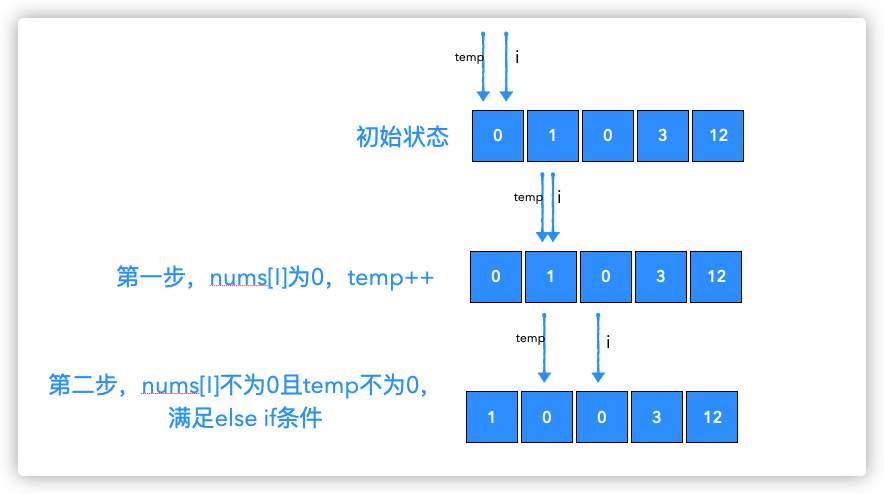 temp i
初始状态 0 1 0 3 12
temp i
第一步，nums[I]为0，temp++ 0 1 0 3 12
temp i
第二步，nums[I]不为0且temp不为0，
满足else if条件
1 0 0 3 12